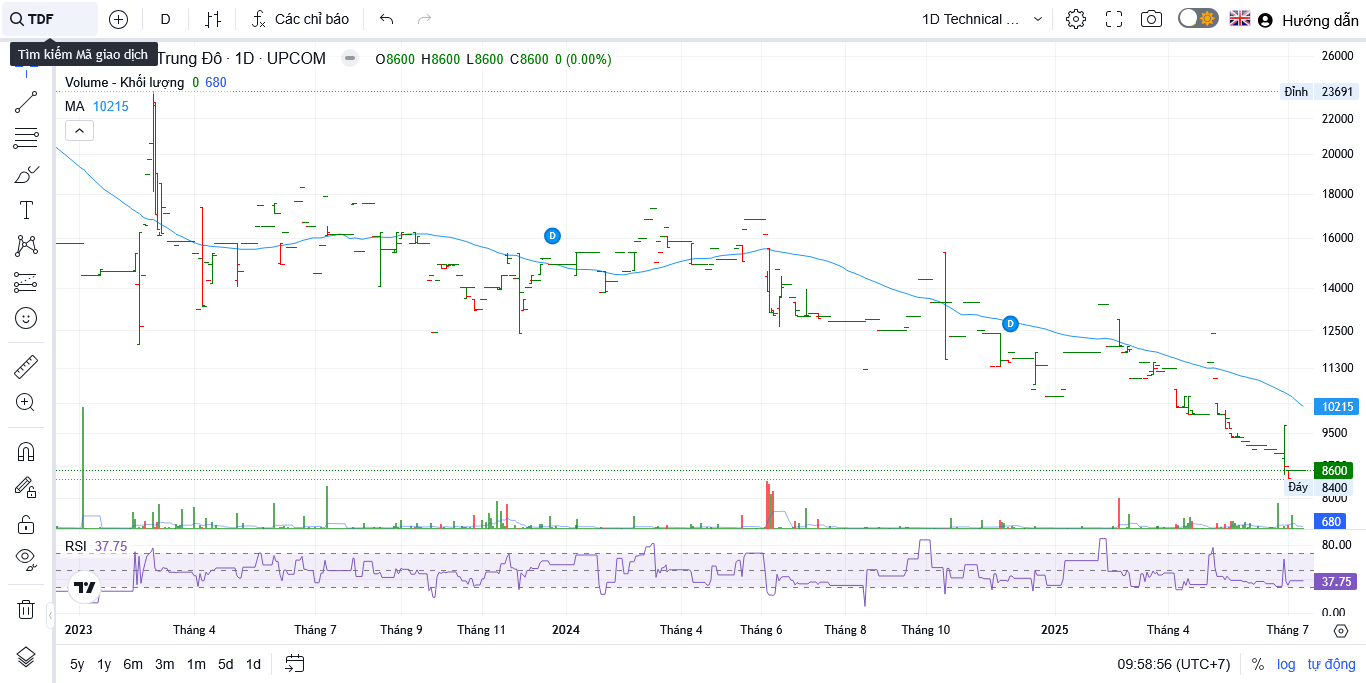 TDF
D
Các chỉ báo
1D Technical ...
Hướng dẫn
Tìm kiếm Mã giao dịch
Trung Đô · 1D · UPCOM
O8600 H8600 L8600 C8600 0 (0.00%)
Volume - Khối lượng 0 680
MA 10215
26000
Đỉnh 23691
22000
20000
18000
16000
14000
12500
11300
10215
9500
8600
Đáy 8400
8000
680
D
D
RSI 37.75
80.00
37.75
0.00
2023 Tháng 4 Tháng 7 Tháng 9 Tháng 11 2024 Tháng 4 Tháng 6 Tháng 8 Tháng 10 2025 Tháng 4 Tháng 7
5y 1y 6m 3m 1m 5d 1d
09:58:56 (UTC+7) % log tự động